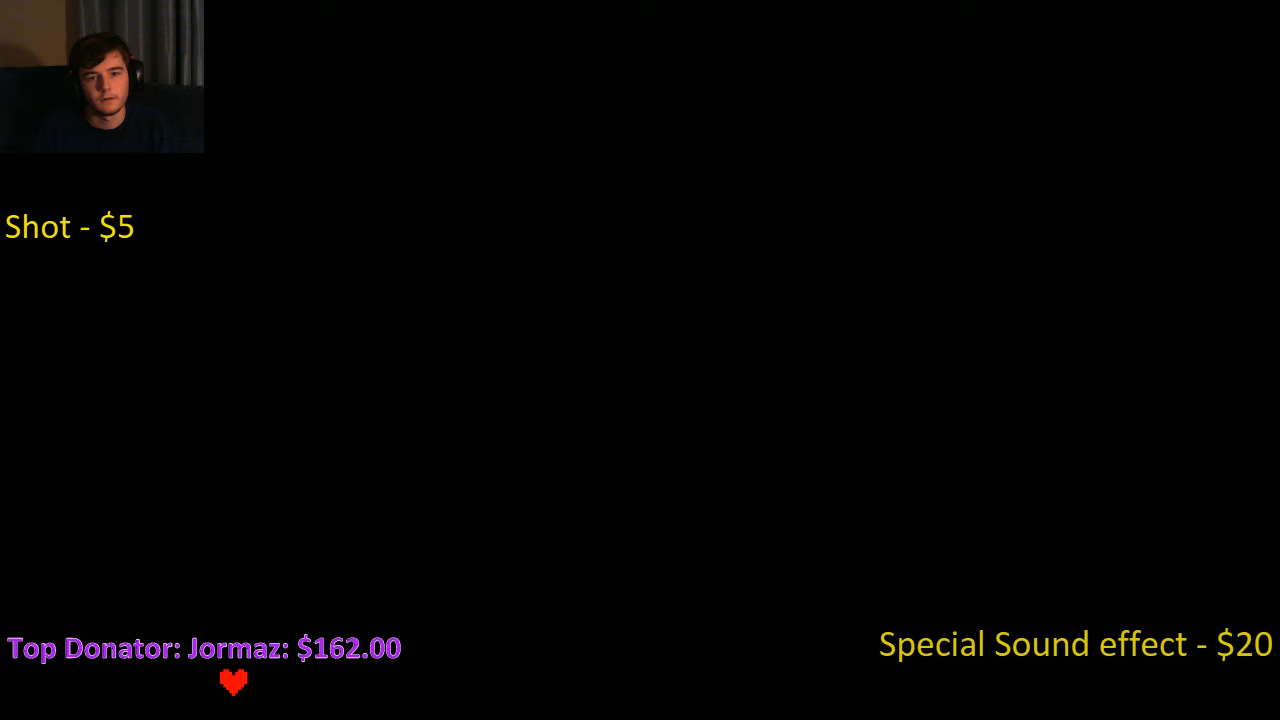 Shot - $5
Top Donator: Jormaz: $162.00
Special Sound effect - $20